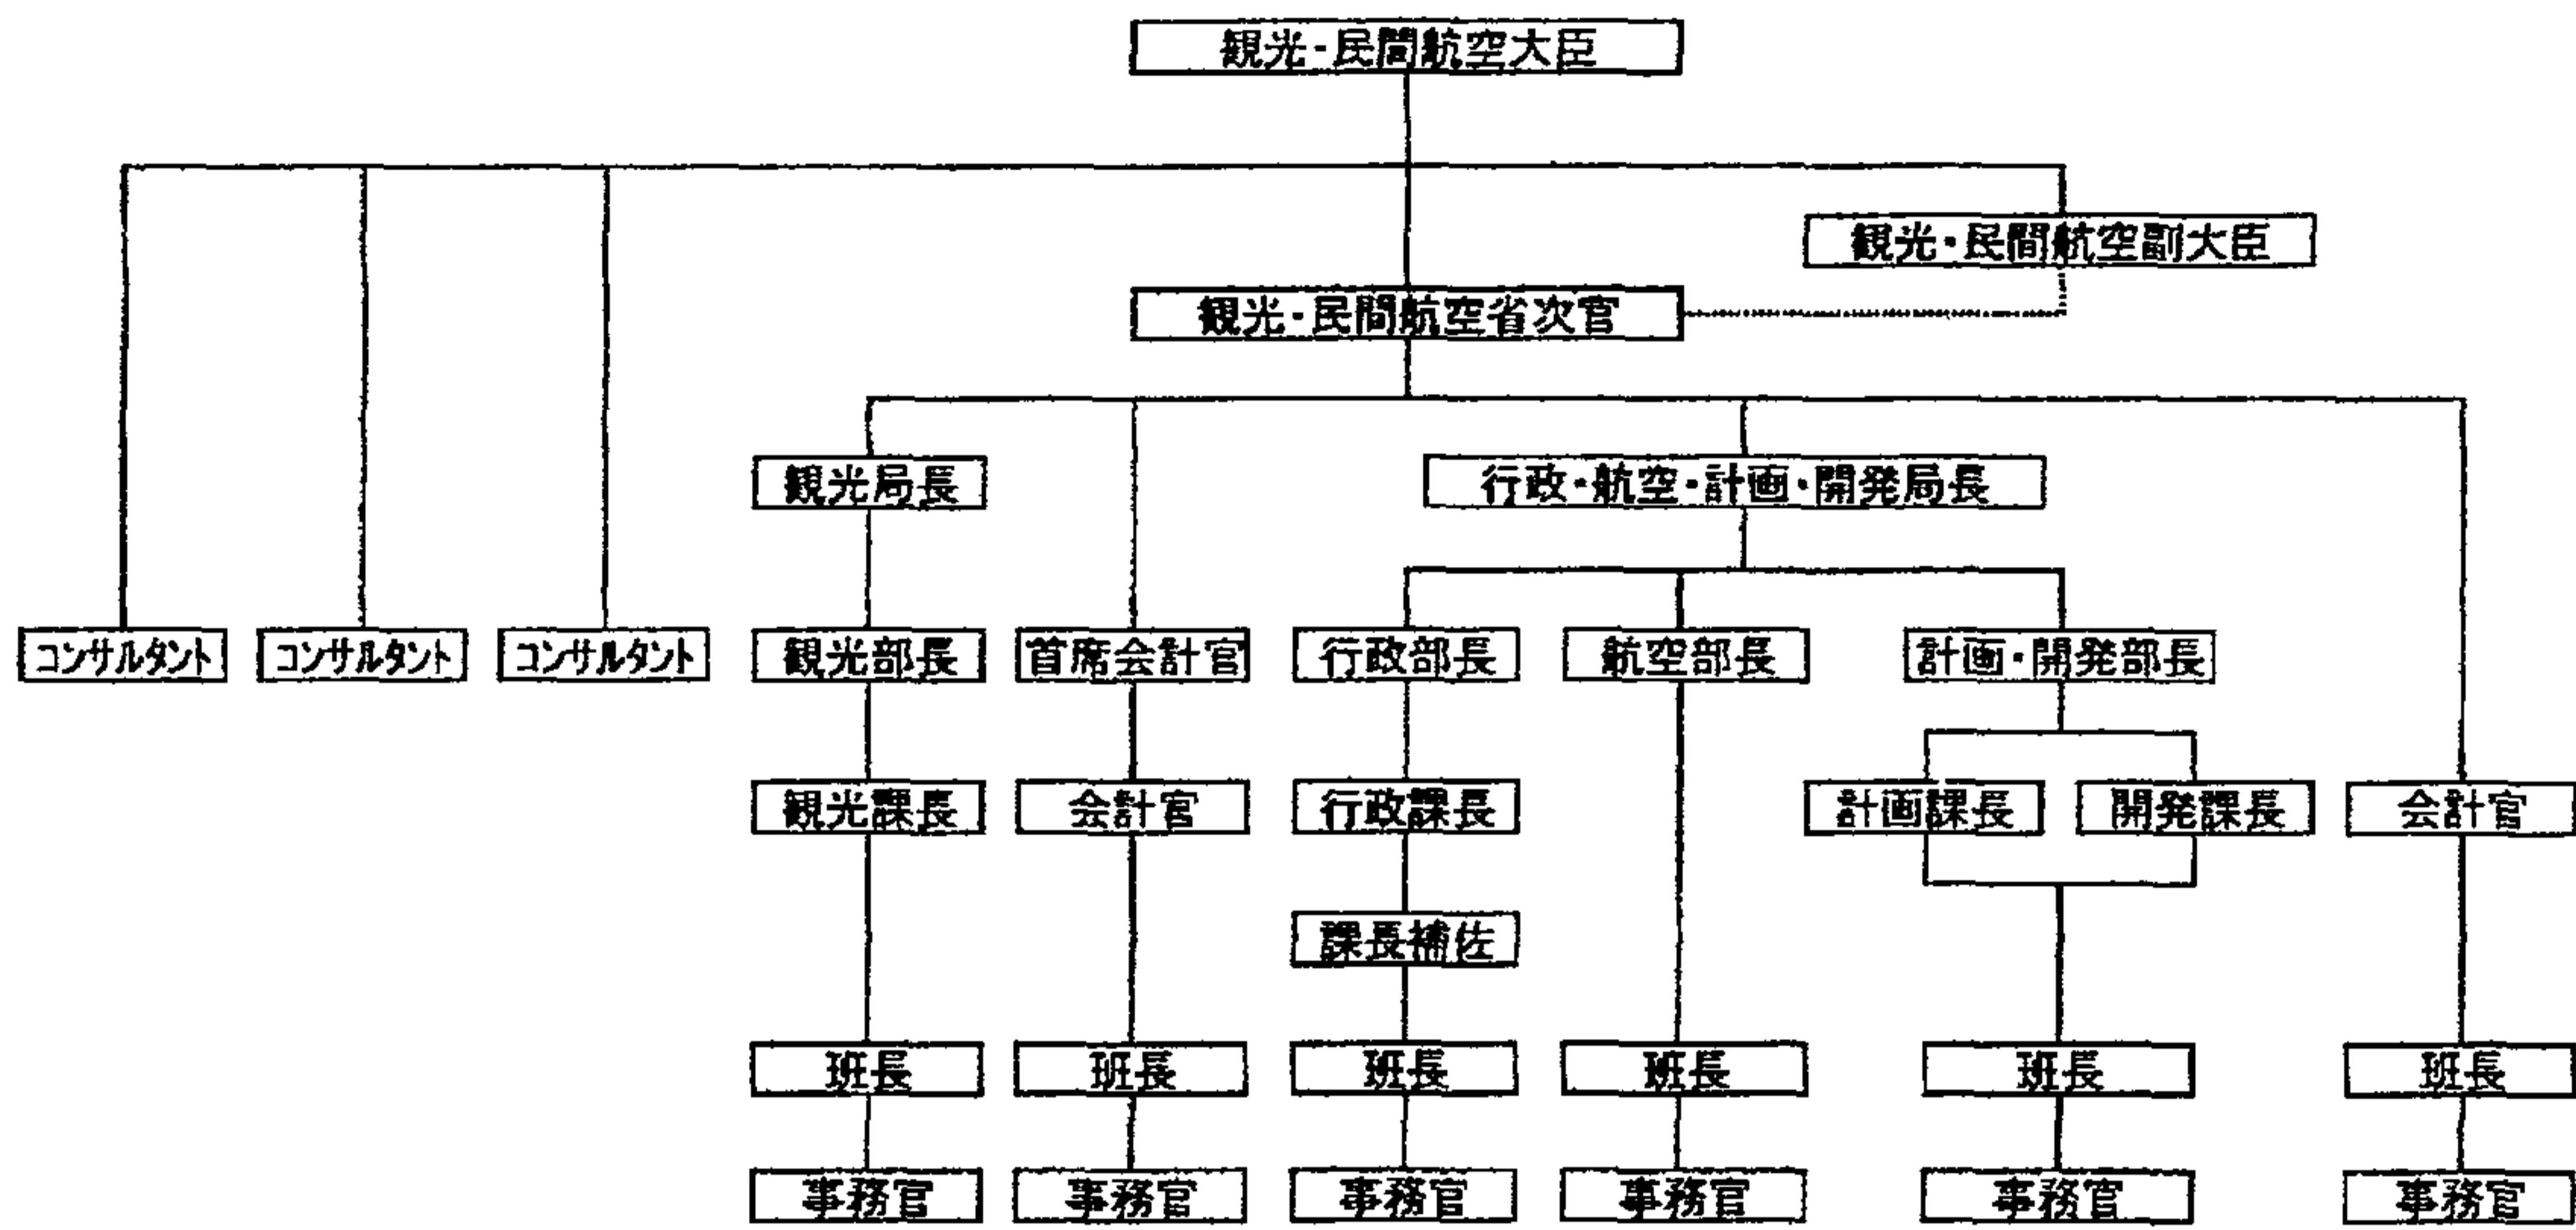 観光・民間航空大臣
観光・民間航空副大臣
観光・民間航空省次官
観光局長
行政・航空・計画・開発局長
コンサルタント
コンサルタント
コンサルタント
観光部長
首席会計官
行政部長
航空部長
計画・開発部長
観光課長
会計官
行政課長
計画課長
開発課長
会計官
課長補佐
班長
班長
班長
班長
班長
班長
事務官
事務官
事務官
事務官
事務官
事務官